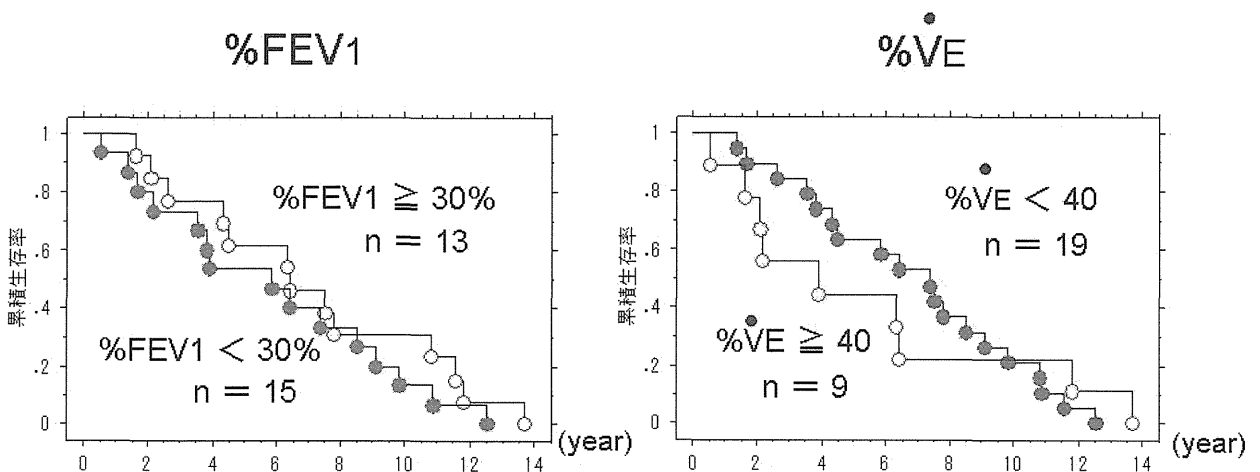 %FEV1
1
.8
.6
.4
.2
0
累積生存率
%FEV1 ≧ 30%
n = 13
%FEV1 < 30%
n = 15
0 2 4 6 8 10 12 14
(year)
%V̇E
1
.8
.6
.4
.2
0
累積生存率
%V̇E < 40
n = 19
%V̇E ≧ 40
n = 9
0 2 4 6 8 10 12 14
(year)